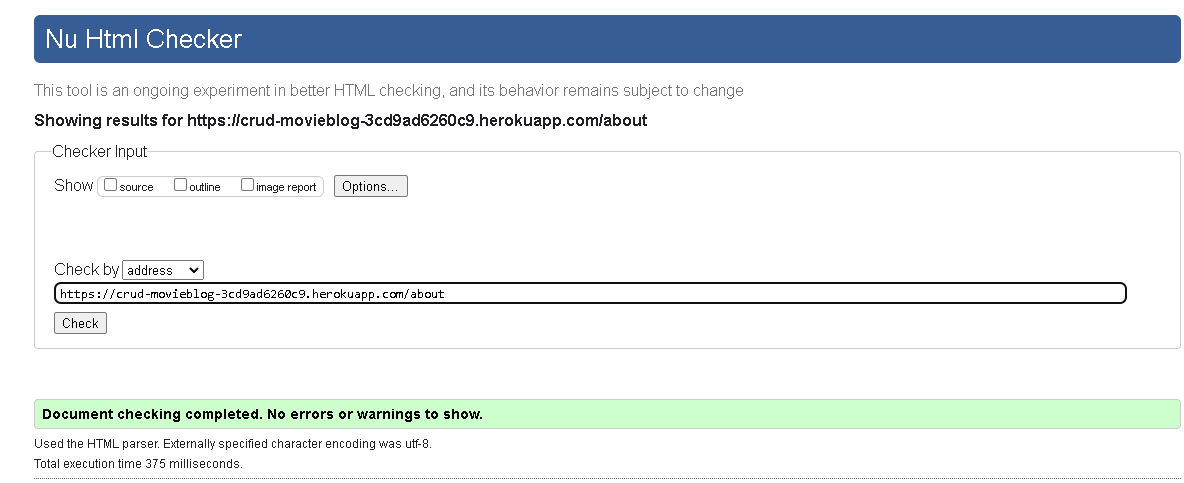 Nu Html Checker
This tool is an ongoing experiment in better HTML checking, and its behavior remains subject to change
Showing results for https://crud-movieblog-3cd9ad6260c9.herokuapp.com/about
Checker Input
Show source outline image report Options...
Check by address
https://crud-movieblog-3cd9ad6260c9.herokuapp.com/about
Check
Document checking completed. No errors or warnings to show.
Used the HTML parser. Externally specified character encoding was utf-8.
Total execution time 375 milliseconds.